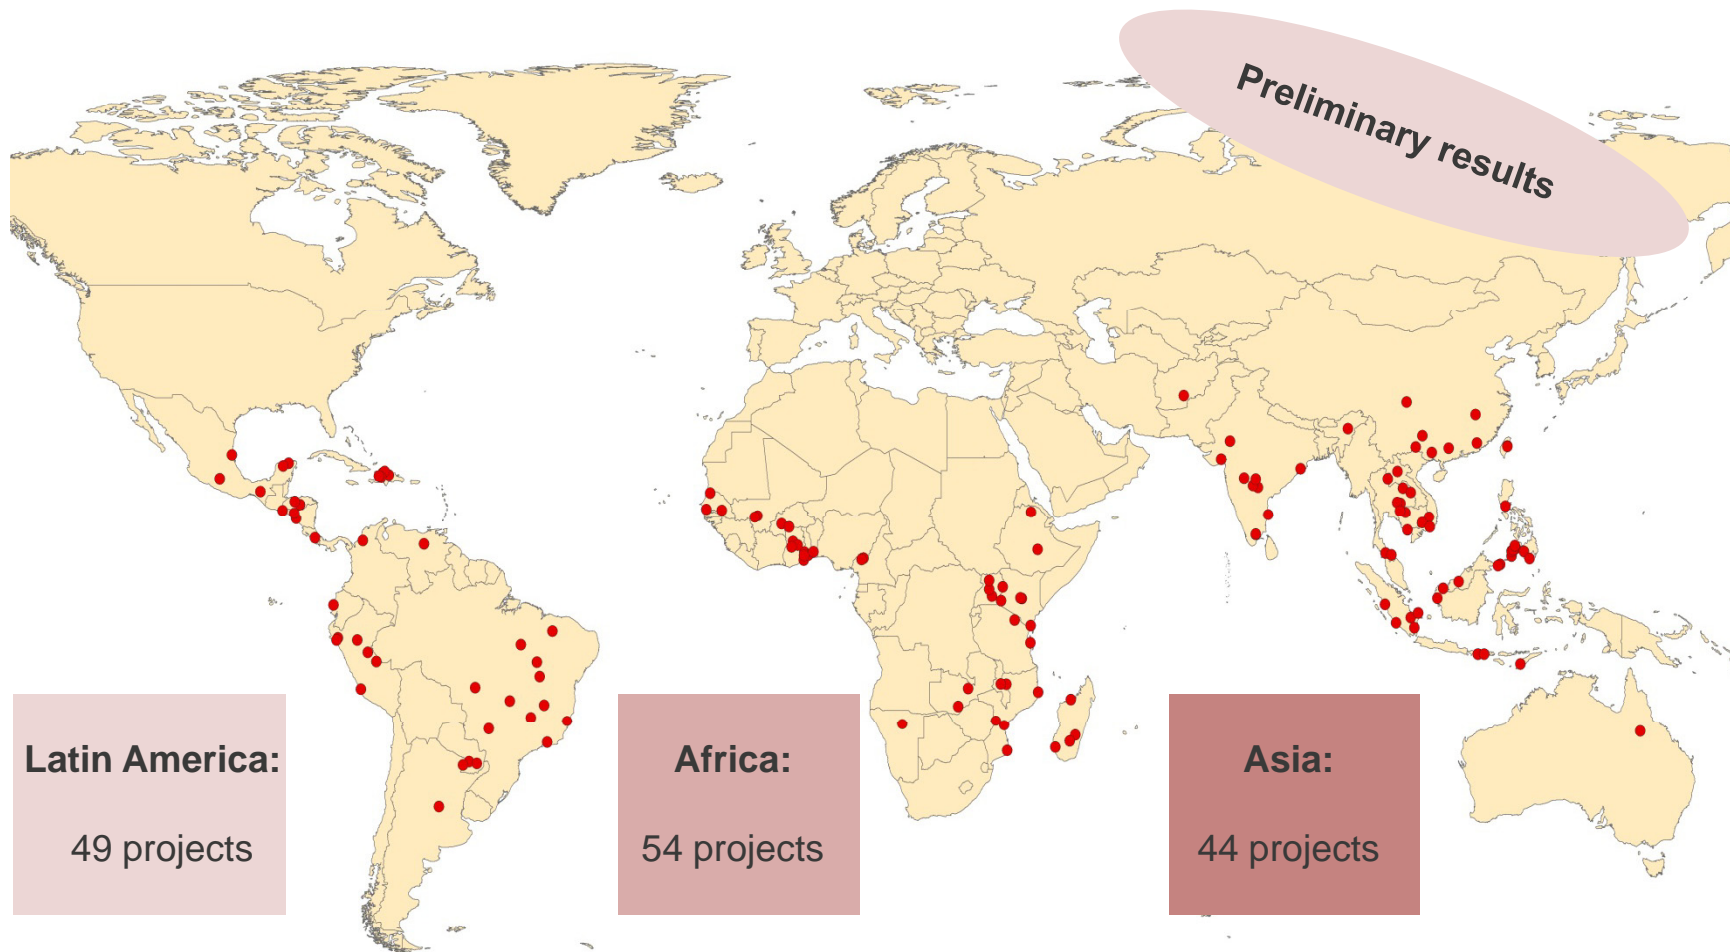 Preliminary results
Latin America:
49 projects
Africa:
54 projects
Asia:
44 projects